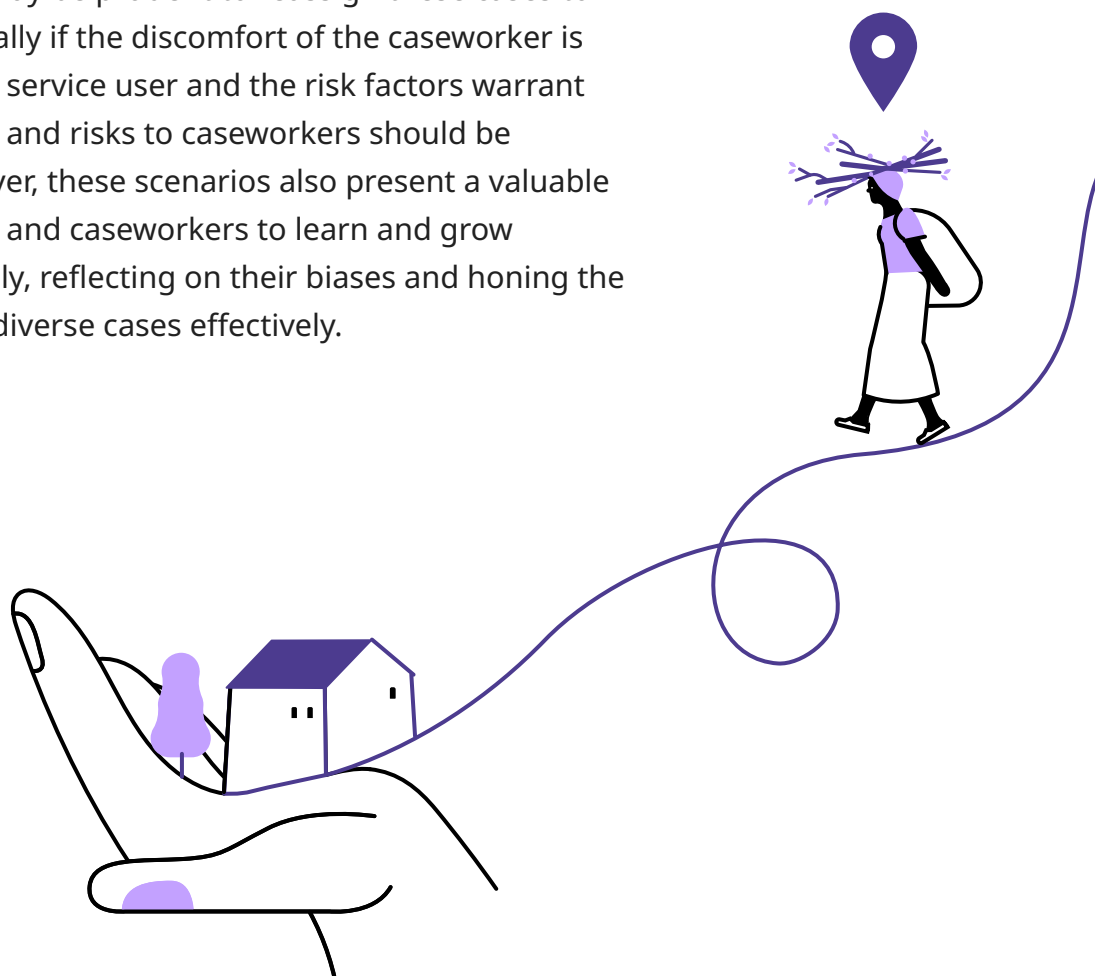 ally if the discomfort of the caseworker is
service user and the risk factors warrant
and risks to caseworkers should be
ver, these scenarios also present a valuable
and caseworkers to learn and grow
ly, reflecting on their biases and honing the
diverse cases effectively.